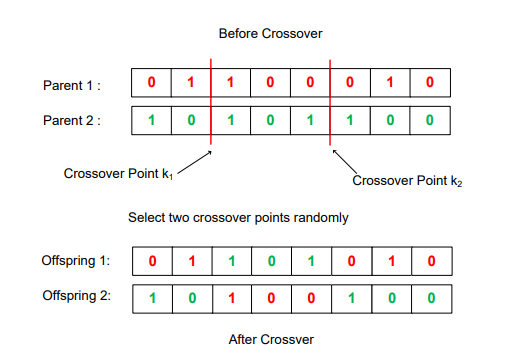 Before Crossover
Parent 1 : 0 1 1 0 0 0 1 0
Parent 2 : 1 0 1 0 1 1 0 0
Crossover Point k₁
Crossover Point k₂
Select two crossover points randomly
Offspring 1: 0 1 1 0 1 0 1 0
Offspring 2: 1 0 1 0 0 1 0 0
After Crossver